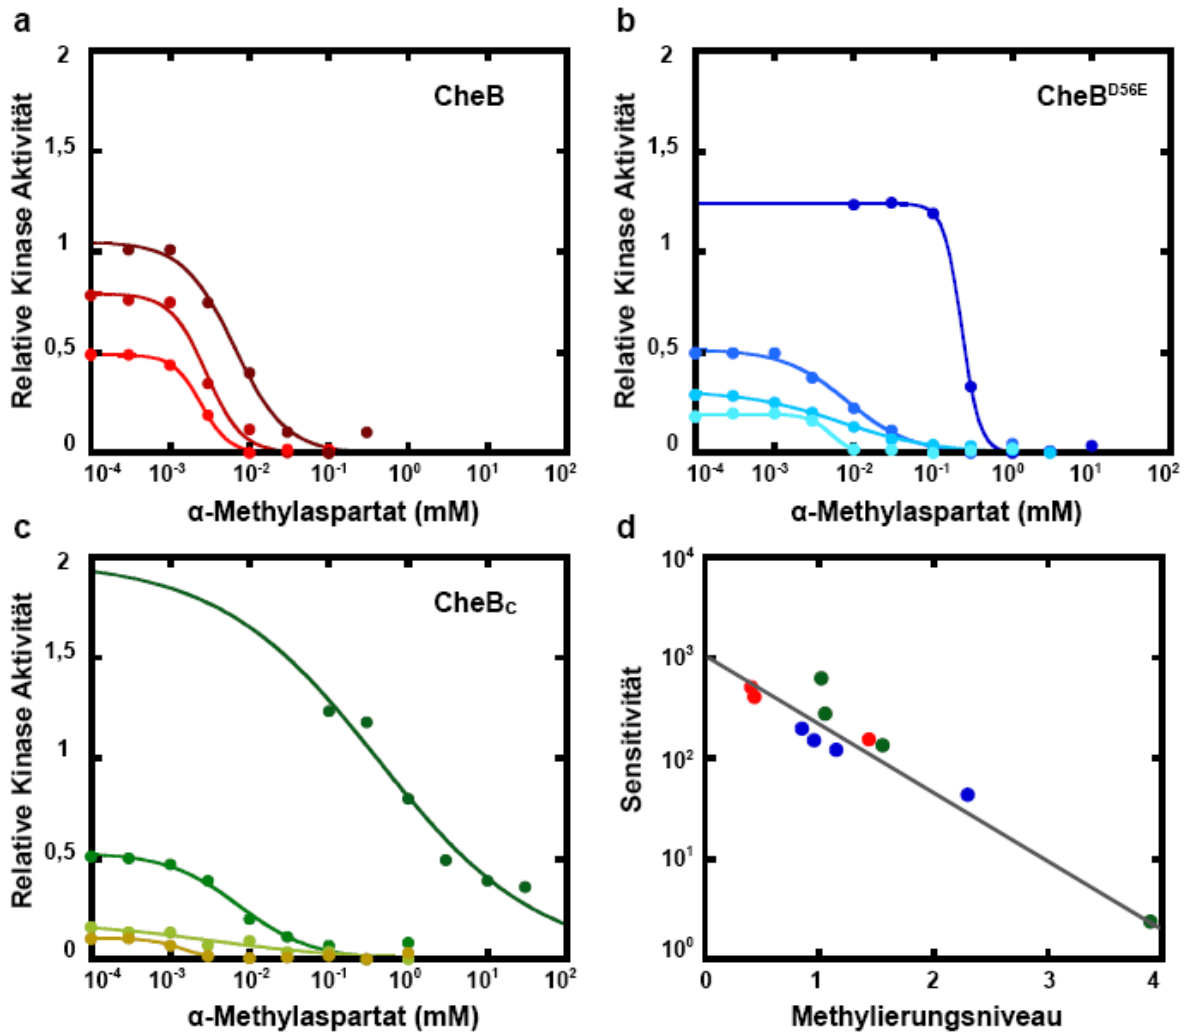 a
CheB
Relative Kinase Aktivität
2
1,5
1
0,5
0
10⁻⁴ 10⁻³ 10⁻² 10⁻¹ 10⁰ 10¹ 10²
α-Methylaspartat (mM)
b
CheBᴰ⁵⁶ᴱ
Relative Kinase Aktivität
2
1,5
1
0,5
0
10⁻⁴ 10⁻³ 10⁻² 10⁻¹ 10⁰ 10¹ 10²
α-Methylaspartat (mM)
c
CheBc
Relative Kinase Aktivität
2
1,5
1
0,5
0
10⁻⁴ 10⁻³ 10⁻² 10⁻¹ 10⁰ 10¹ 10²
α-Methylaspartat (mM)
d
Sensitivität
10⁴
10³
10²
10¹
10⁰
0 1 2 3 4
Methylierungsniveau